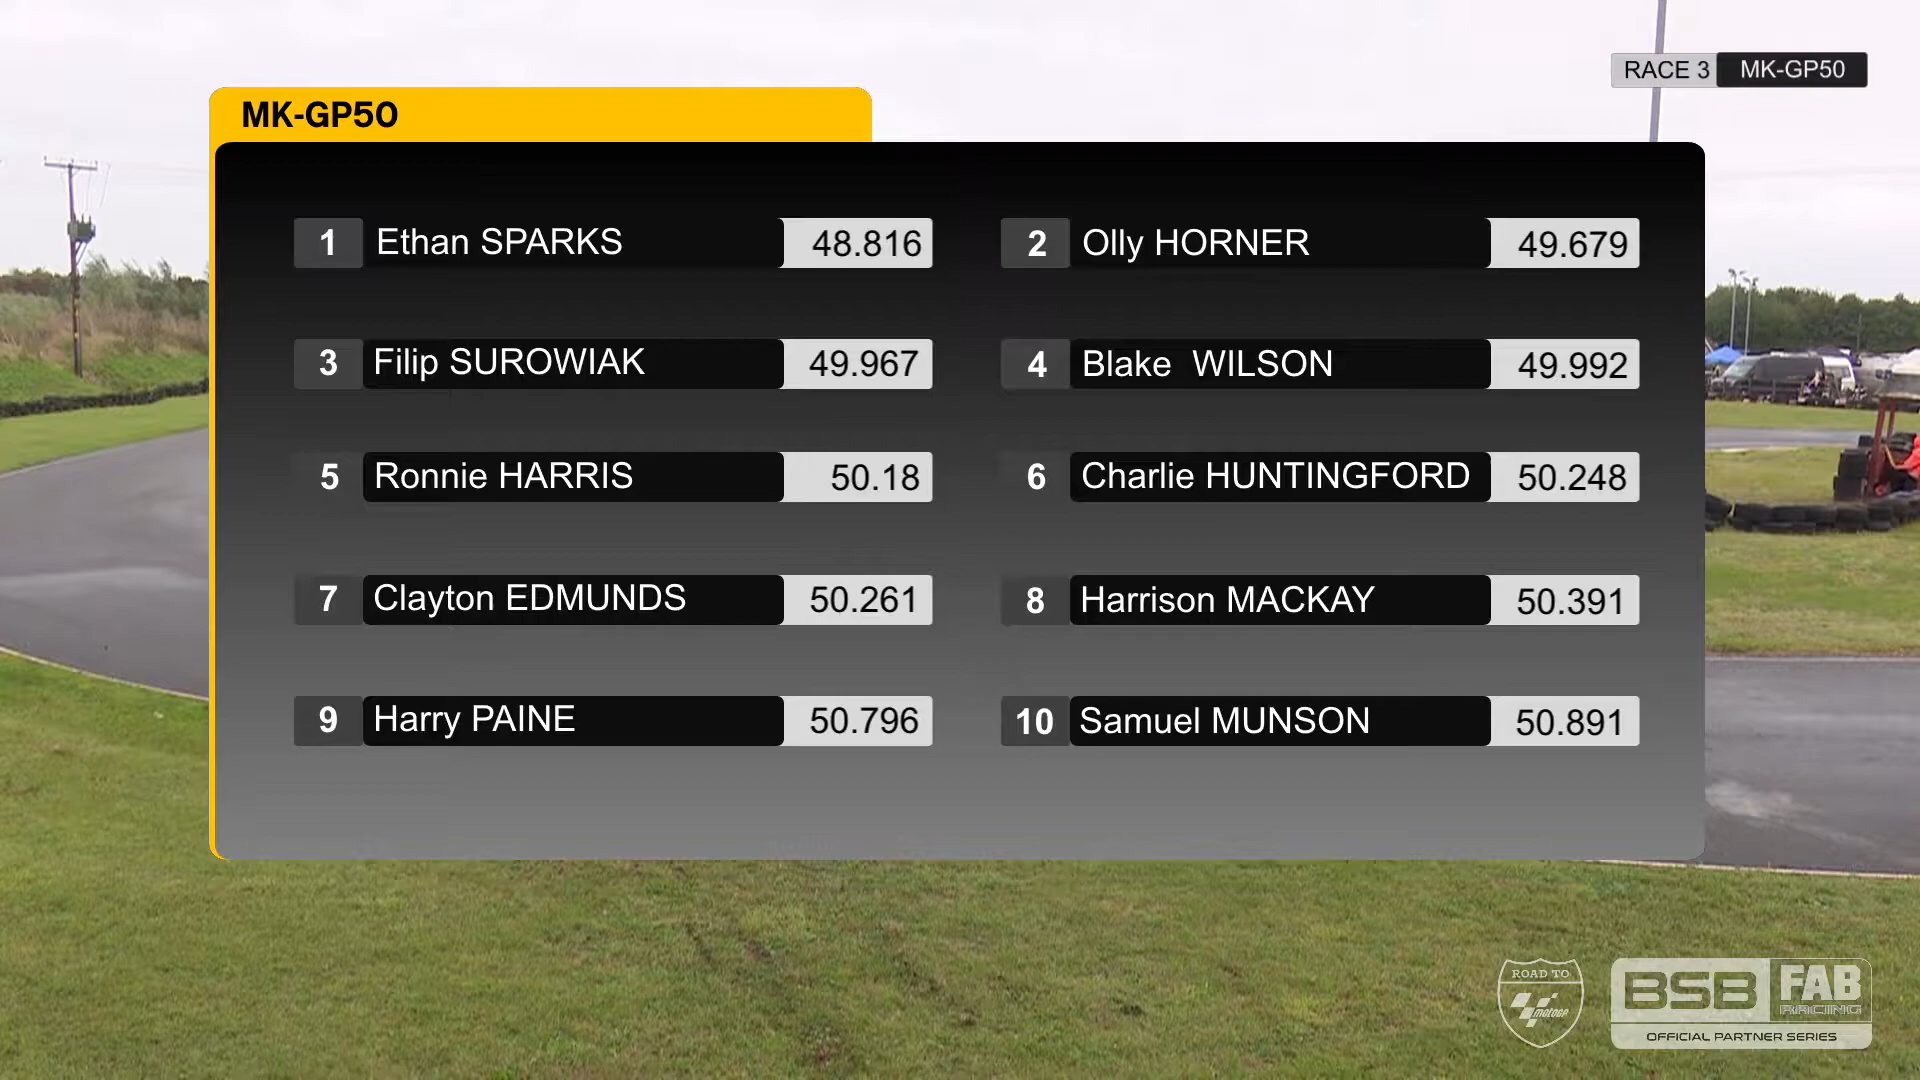 RACE 3 MK-GP50
MK-GP50
1 Ethan SPARKS 48.816
2 Olly HORNER 49.679
3 Filip SUROWIAK 49.967
4 Blake WILSON 49.992
5 Ronnie HARRIS 50.18
6 Charlie HUNTINGFORD 50.248
7 Clayton EDMUNDS 50.261
8 Harrison MACKAY 50.391
9 Harry PAINE 50.796
10 Samuel MUNSON 50.891
ROAD TO
motogp
BSB FAB
RACING
OFFICIAL PARTNER SERIES